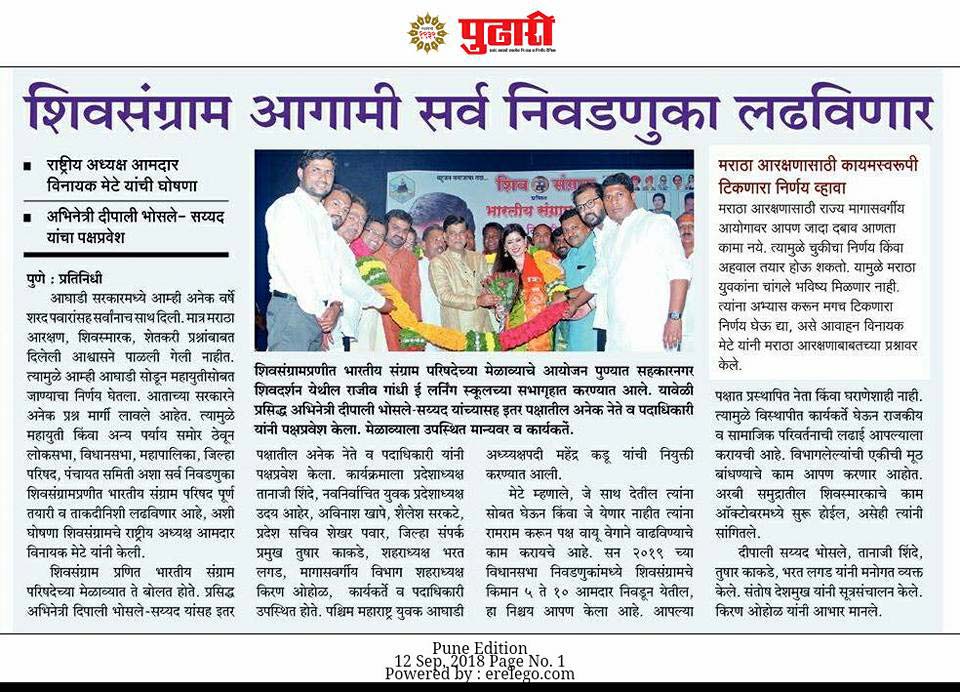 पुढारी
शिवसंग्राम आगामी सर्व निवडणुका लढविणार
राष्ट्रीय अध्यक्ष आमदार
विनायक मेटे यांची घोषणा
अभिनेत्री दीपाली भोसले- सय्यद
यांचा पक्षप्रवेश
पुणे : प्रतिनिधी
आघाडी सरकारमध्ये आम्ही अनेक वर्षे
शरद पवारांसह सर्वांनाच साथ दिली. मात्र मराठा
आरक्षण, शिवस्मारक, शेतकरी प्रश्नांबाबत
दिलेली आश्वासने पाळली गेली नाहीत.
त्यामुळे आम्ही आघाडी सोडून महायुतीसोबत
जाण्याचा निर्णय घेतला. आताच्या सरकारने
अनेक प्रश्न मार्गी लावले आहेत. त्यामुळे
महायुती किंवा अन्य पर्याय समोर ठेवून
लोकसभा, विधानसभा, महापालिका, जिल्हा
परिषद, पंचायत समिती अशा सर्व निवडणुका
शिवसंग्रामप्रणीत भारतीय संग्राम परिषद पूर्ण
तयारी व ताकदीनिशी लढविणार आहे, अशी
घोषणा शिवसंग्रामचे राष्ट्रीय अध्यक्ष आमदार
विनायक मेटे यांनी केली.
शिवसंग्राम प्रणित भारतीय संग्राम
परिषदेच्या मेळाव्यात ते बोलत होते. प्रसिद्ध
अभिनेत्री दिपाली भोसले-सय्यद यांसह इतर
शिव संग्राम
भारतीय संग्राम
शिवसंग्रामप्रणीत भारतीय संग्राम परिषदेच्या मेळाव्याचे आयोजन पुण्यात सहकारनगर
शिवदर्शन येथील राजीव गांधी ई लर्निंग स्कूलच्या सभागृहात करण्यात आले. यावेळी
प्रसिद्ध अभिनेत्री दीपाली भोसले-सय्यद यांच्यासह इतर पक्षातील अनेक नेते व पदाधिकारी
यांनी पक्षप्रवेश केला. मेळाव्याला उपस्थित मान्यवर व कार्यकर्ते.
पक्षातील अनेक नेते व पदाधिकारी यांनी
पक्षप्रवेश केला. कार्यक्रमाला प्रदेशाध्यक्ष
तानाजी शिंदे, नवनिर्वाचित युवक प्रदेशाध्यक्ष
उदय आहेर, अविनाश खापे, शैलेश सरकटे,
प्रदेश सचिव शेखर पवार, जिल्हा संपर्क
प्रमुख तुषार काकडे, शहराध्यक्ष भरत
लगड, मागासवर्गीय विभाग शहराध्यक्ष
किरण ओहोळ, कार्यकर्ते व पदाधिकारी
उपस्थित होते. पश्चिम महाराष्ट्र युवक आघाडी
अध्यक्षपदी महेंद्र कडू यांची नियुक्ती
करण्यात आली.
मेटे म्हणाले, जे साथ देतील त्यांना
सोबत घेऊन किंवा जे येणार नाहीत त्यांना
रामराम करून पक्ष वायू वेगाने वाढविण्याचे
काम करायचे आहे. सन २०१९ च्या
विधानसभा निवडणुकांमध्ये शिवसंग्रामचे
किमान ५ ते १० आमदार निवडून येतील,
हा निश्चय आपण केला आहे. आपल्या
मराठा आरक्षणासाठी कायमस्वरूपी
टिकणारा निर्णय व्हावा
मराठा आरक्षणासाठी राज्य मागासवर्गीय
आयोगावर आपण जादा दबाव आणता
कामा नये. त्यामुळे चुकीचा निर्णय किंवा
अहवाल तयार होऊ शकतो. यामुळे मराठा
युवकांना चांगले भविष्य मिळणार नाही.
त्यांना अभ्यास करून मगच टिकणारा
निर्णय घेऊ द्या, असे आवाहन विनायक
मेटे यांनी मराठा आरक्षणाबाबतच्या प्रश्नावर
केले.
पक्षात प्रस्थापित नेता किंवा घराणेशाही नाही.
त्यामुळे विस्थापीत कार्यकर्ते घेऊन राजकीय
व सामाजिक परिवर्तनाची लढाई आपल्याला
करायची आहे. विभागलेल्यांची एकीची मूठ
बांधण्याचे काम आपण करणार आहोत.
अरबी समुद्रातील शिवस्मारकाचे काम
ऑक्टोबरमध्ये सुरू होईल, असेही त्यांनी
सांगितले.
दीपाली सय्यद भोसले, तानाजी शिंदे,
तुषार काकडे, भरत लगड यांनी मनोगत व्यक्त
केले. संतोष देशमुख यांनी सूत्रसंचालन केले.
किरण ओहोळ यांनी आभार मानले.
Pune Edition
12 Sep, 2018 Page No. 1
Powered by : erelego.com